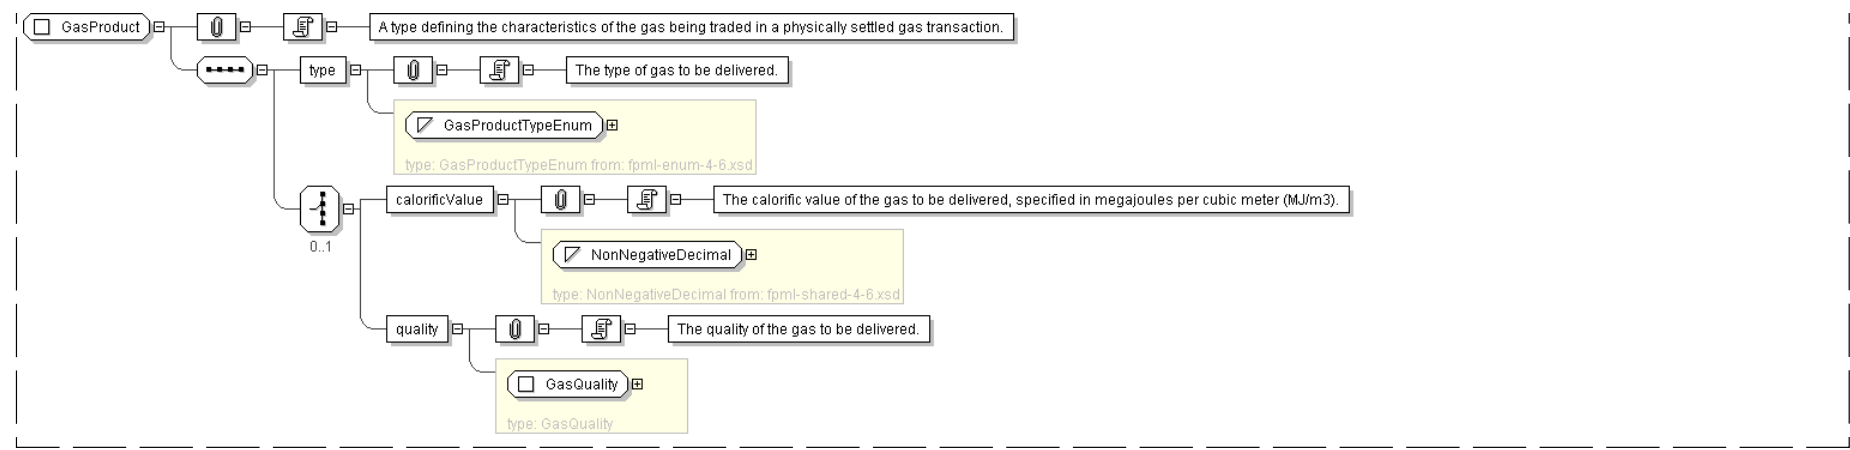 GasProduct
A type defining the characteristics of the gas being traded in a physically settled gas transaction.
type
The type of gas to be delivered.
GasProductTypeEnum
type: GasProductTypeEnum from: fpml-enum-4-6.xsd
calorificValue
The calorific value of the gas to be delivered, specified in megajoules per cubic meter (MJ/m3).
0..1
NonNegativeDecimal
type: NonNegativeDecimal from: fpml-shared-4-6.xsd
quality
The quality of the gas to be delivered.
GasQuality
type: GasQuality